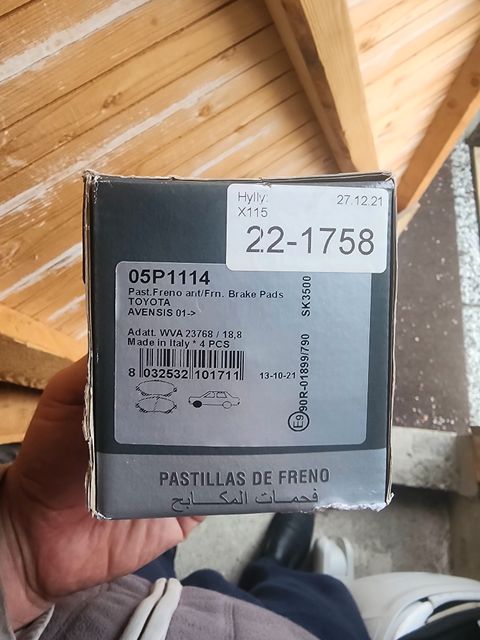 Hylly: 27.12.21
X115
22-1758
05P1114
Past.Freno ant/Frn. Brake Pads
TOYOTA
AVENSIS 01->
Adatt. WVA 23768 / 18,8
Made in Italy * 4 PCS
8 032532 101711
13-10-21
E9 90R-01899/790 SK3500
PASTILLAS DE FRENO
فحمات المكابح